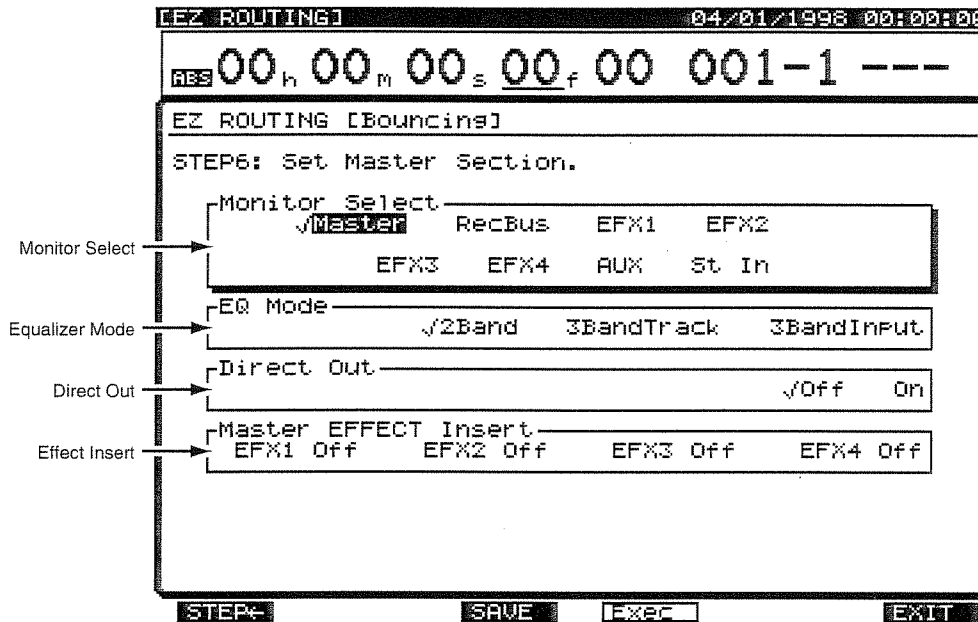 [EZ ROUTING] 04/01/1998 00:00:00
ABS 00h 00m 00s 00f 00 001-1 ---
EZ ROUTING [Bouncing]
STEP6: Set Master Section.
Monitor Select
√Master RecBus EFX1 EFX2
Monitor Select
EFX3 EFX4 AUX St In
EQ Mode
Equalizer Mode
√2Band 3BandTrack 3BandInput
Direct Out
Direct Out
√Off On
Master EFFECT Insert
Effect Insert
EFX1 Off EFX2 Off EFX3 Off EFX4 Off
STEP← SAVE Exec EXIT